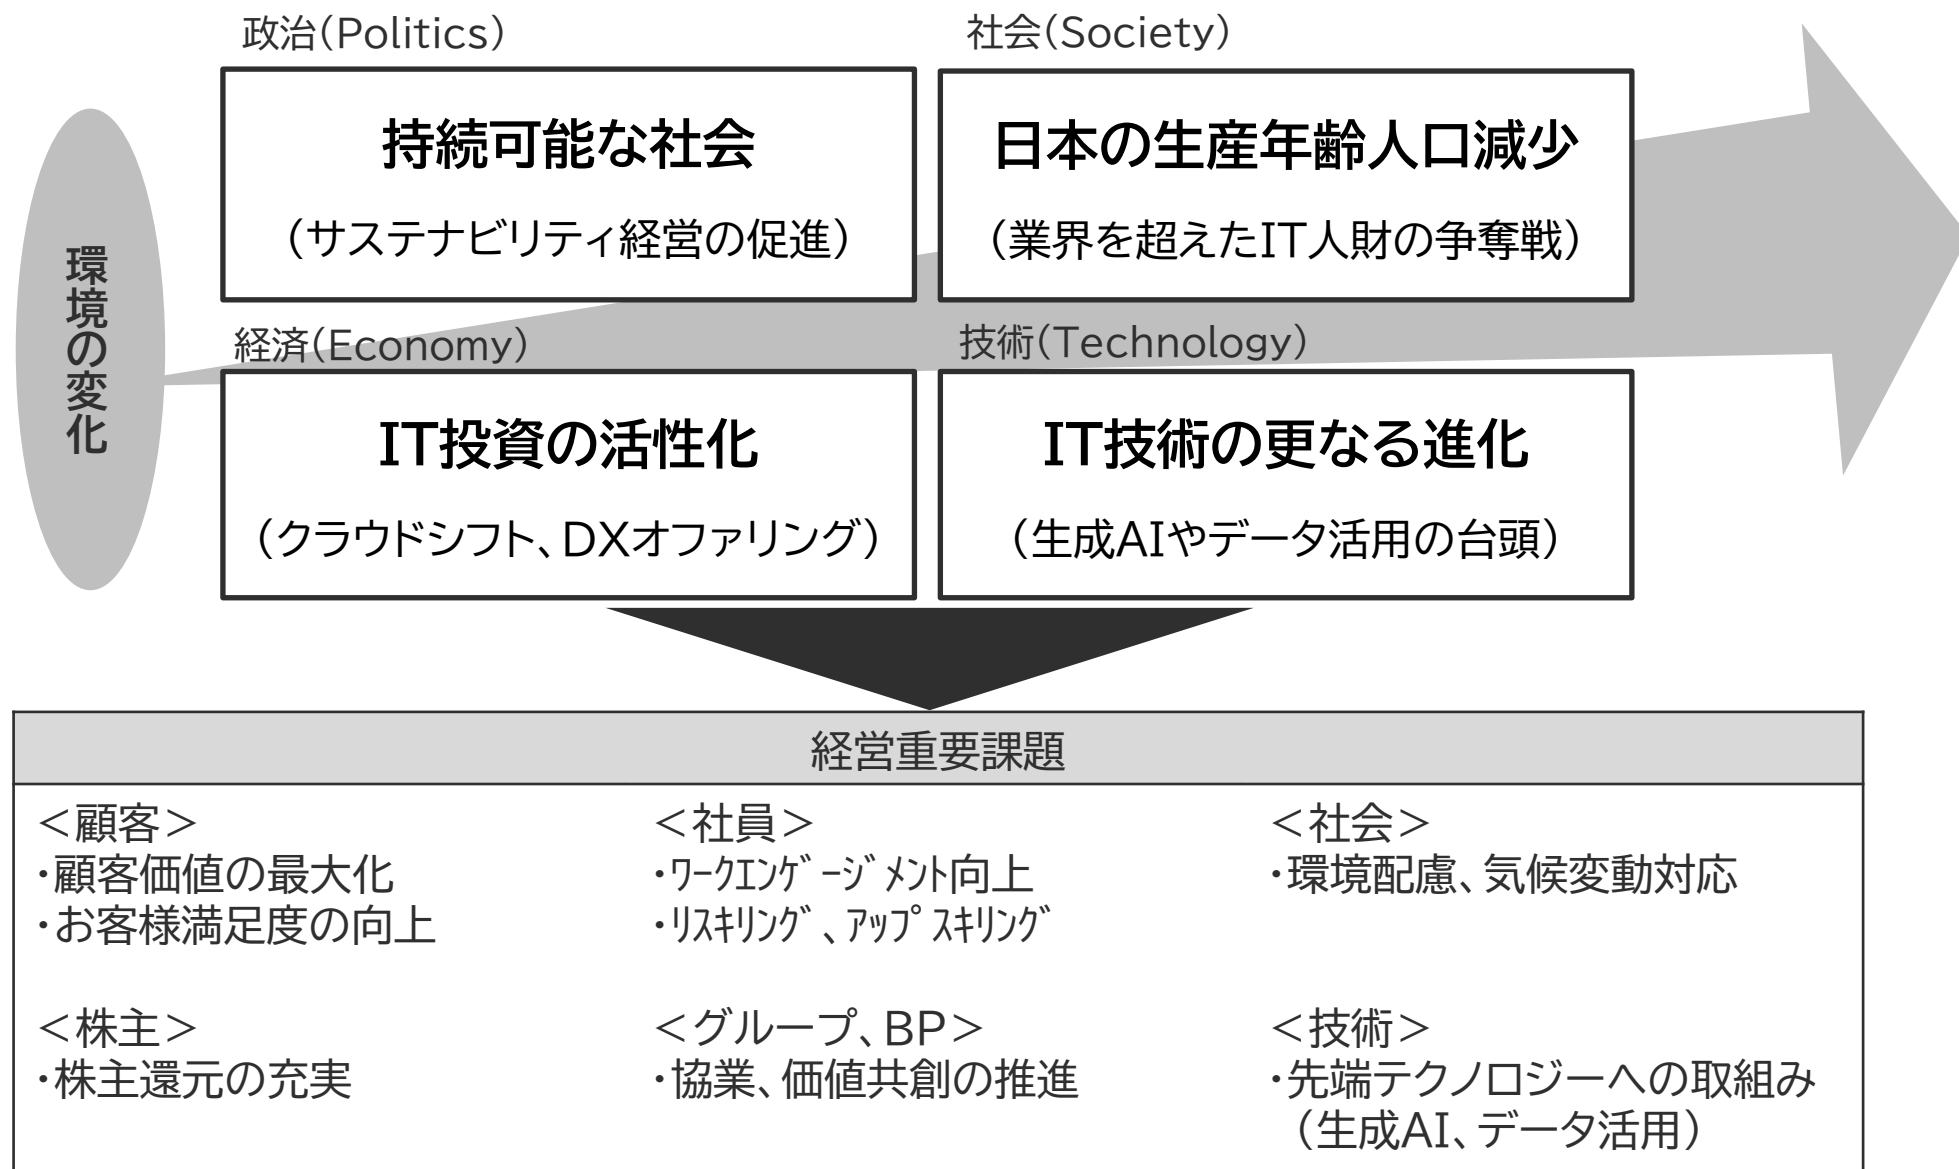 政治(Politics)
社会(Society)
持続可能な社会
(サステナビリティ経営の促進)
日本の生産年齢人口減少
(業界を超えたIT人財の争奪戦)
環境の変化
経済(Economy)
技術(Technology)
IT投資の活性化
(クラウドシフト、DXオファリング)
IT技術の更なる進化
(生成AIやデータ活用の台頭)
経営重要課題
＜顧客＞
・顧客価値の最大化
・お客様満足度の向上
＜社員＞
・ﾜｰｸｴﾝｹﾞｰｼﾞﾒﾝﾄ向上
・ﾘｽｷﾘﾝｸﾞ、ｱｯﾌﾟｽｷﾘﾝｸﾞ
＜社会＞
・環境配慮、気候変動対応
＜株主＞
・株主還元の充実
＜グループ、BP＞
・協業、価値共創の推進
＜技術＞
・先端テクノロジーへの取組み
(生成AI、データ活用)